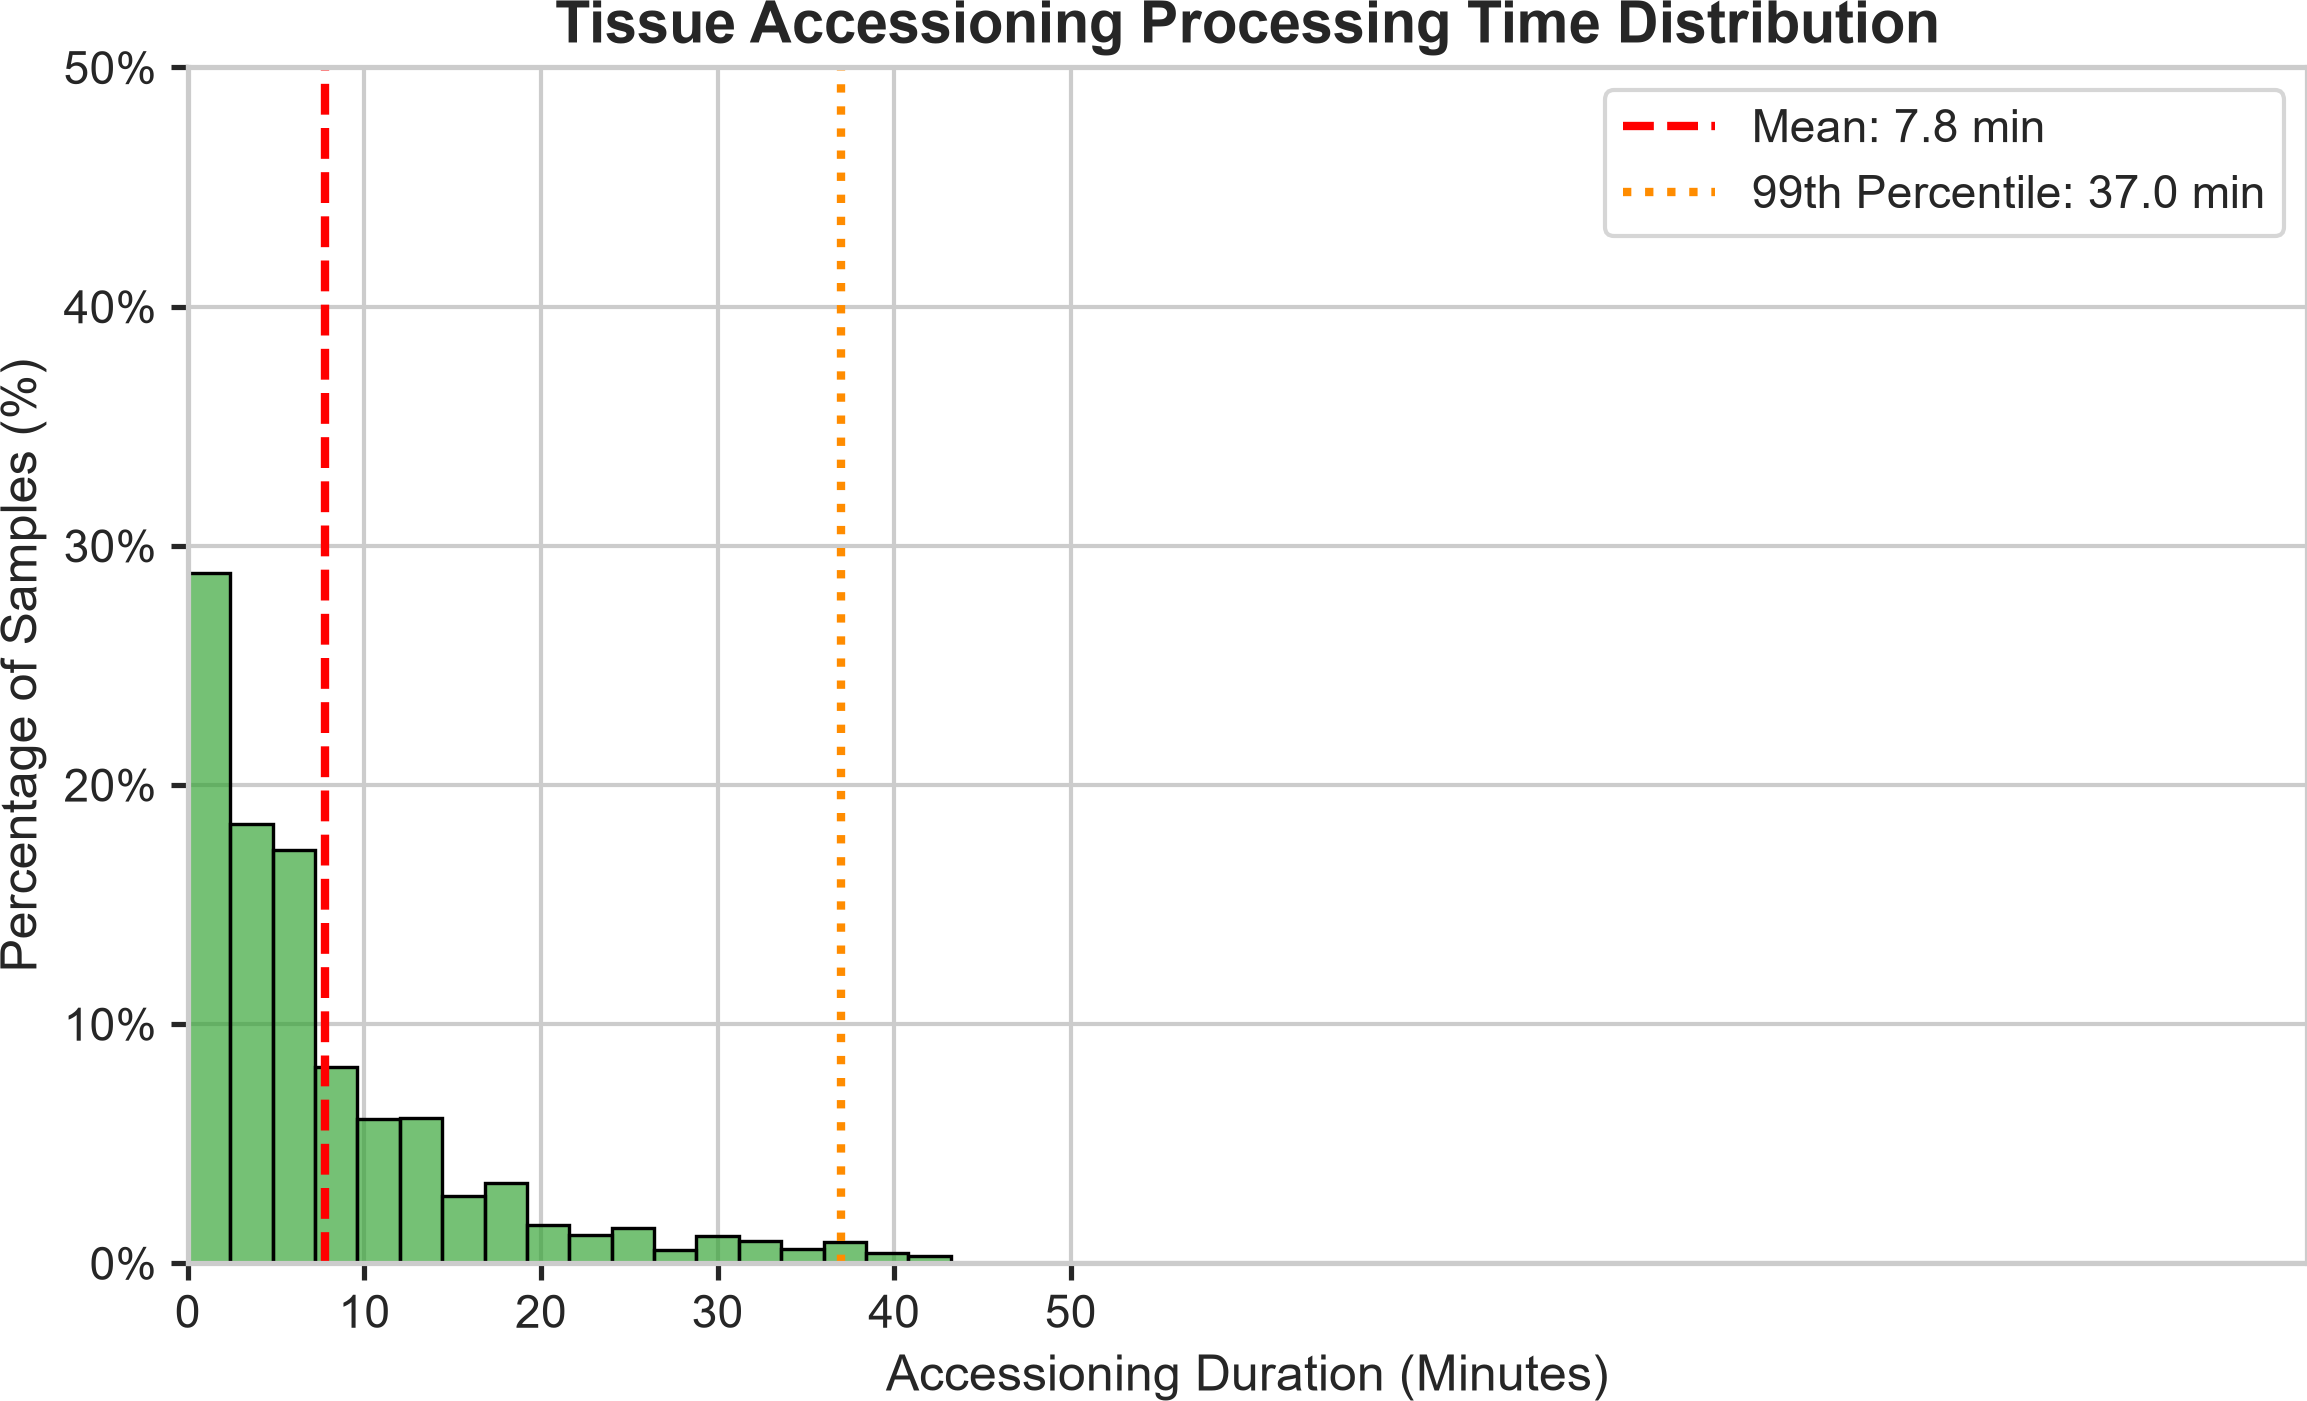 Tissue Accessioning Processing Time Distribution
50%
Mean: 7.8 min
99th Percentile: 37.0 min
40%
30%
20%
10%
0%
Percentage of Samples (%)
0 10 20 30 40 50
Accessioning Duration (Minutes)